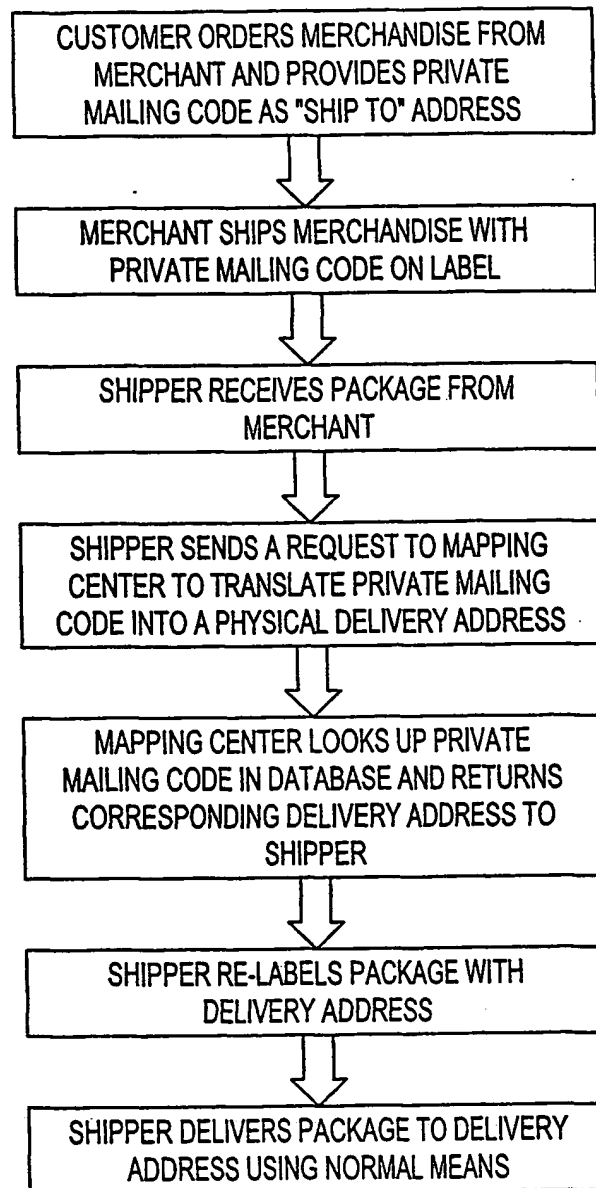 CUSTOMER ORDERS MERCHANDISE FROM
MERCHANT AND PROVIDES PRIVATE
MAILING CODE AS "SHIP TO" ADDRESS
MERCHANT SHIPS MERCHANDISE WITH
PRIVATE MAILING CODE ON LABEL
SHIPPER RECEIVES PACKAGE FROM
MERCHANT
SHIPPER SENDS A REQUEST TO MAPPING
CENTER TO TRANSLATE PRIVATE MAILING
CODE INTO A PHYSICAL DELIVERY ADDRESS
MAPPING CENTER LOOKS UP PRIVATE
MAILING CODE IN DATABASE AND RETURNS
CORRESPONDING DELIVERY ADDRESS TO
SHIPPER
SHIPPER RE-LABELS PACKAGE WITH
DELIVERY ADDRESS
SHIPPER DELIVERS PACKAGE TO DELIVERY
ADDRESS USING NORMAL MEANS